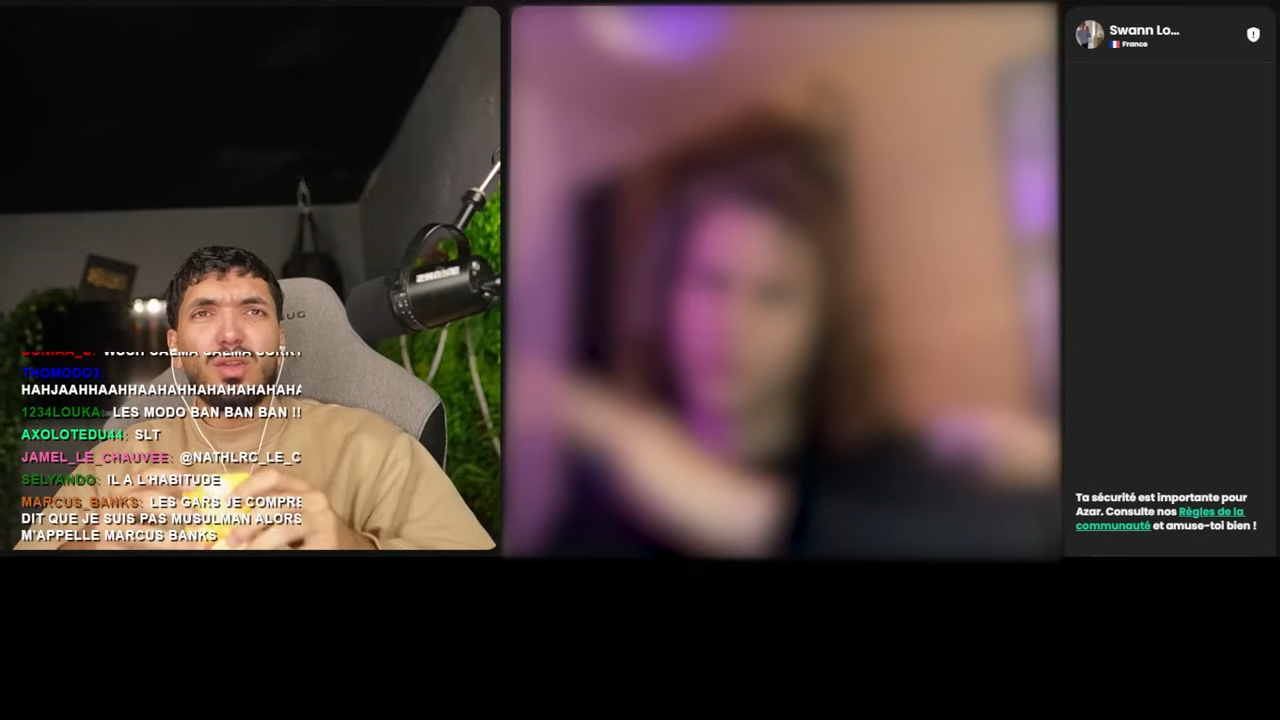 HAHJAAHHAAHHAAHAHHAHAHAHAHAHA
1234LOUKA: LES MODO BAN BAN BAN !!
AXOLOTEDU44: SLT
JAMEL_LE_CHAUVEE: @NATHLRC_LE_C
SELYANDO: IL A L'HABITUDE
MARCUS_BANKS: LES GARS JE COMPRE
DIT QUE JE SUIS PAS MUSULMAN ALORS
M'APPELLE MARCUS BANKS
Swann Lo...
France
Ta sécurité est importante pour
Azar. Consulte nos Règles de la
communauté et amuse-toi bien !